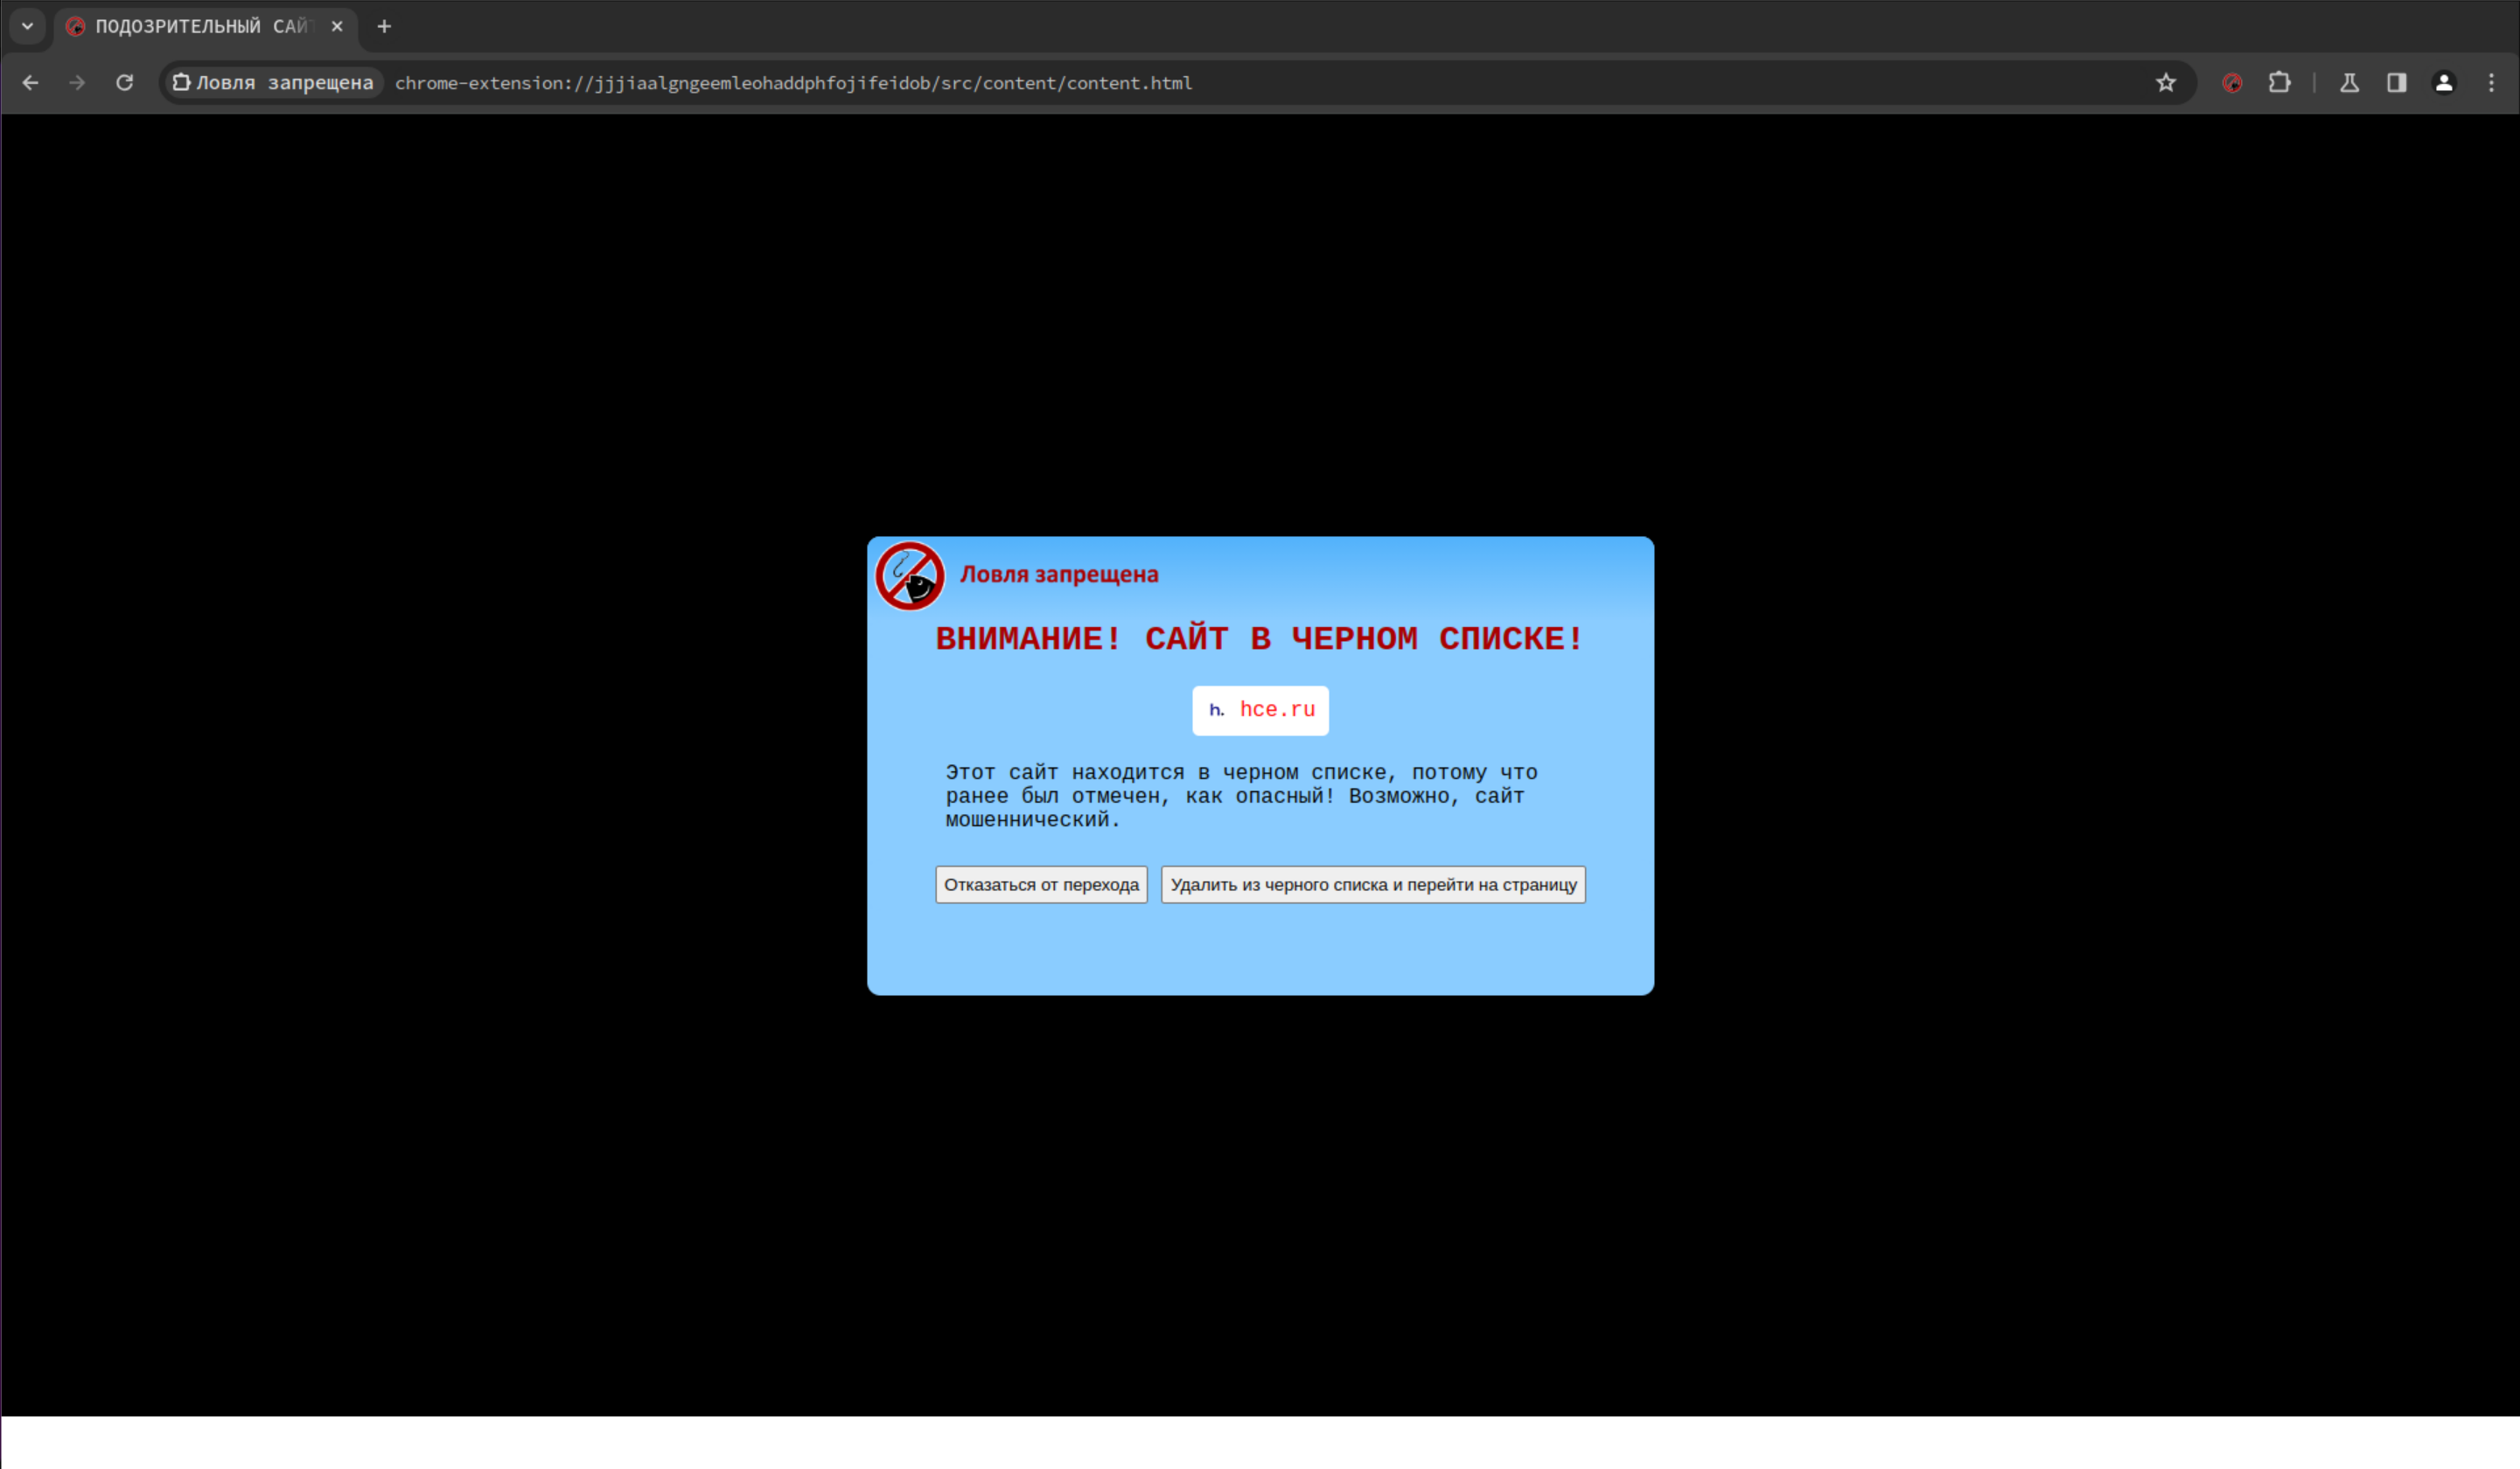 ПОДОЗРИТЕЛЬНЫЙ САЙТ
Ловля запрещена chrome-extension://jjjiaalgngeemleohaddphfojifeidob/src/content/content.html
Ловля запрещена
ВНИМАНИЕ! САЙТ В ЧЕРНОМ СПИСКЕ!
h. hce.ru
Этот сайт находится в черном списке, потому что
ранее был отмечен, как опасный! Возможно, сайт
мошеннический.
Отказаться от перехода Удалить из черного списка и перейти на страницу